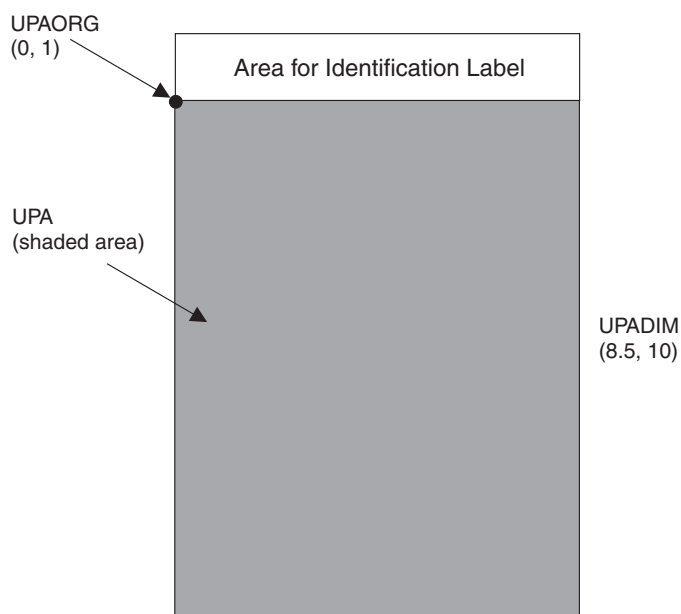 UPAORG
(0, 1)
Area for Identification Label
UPA
(shaded area)
UPADIM
(8.5, 10)